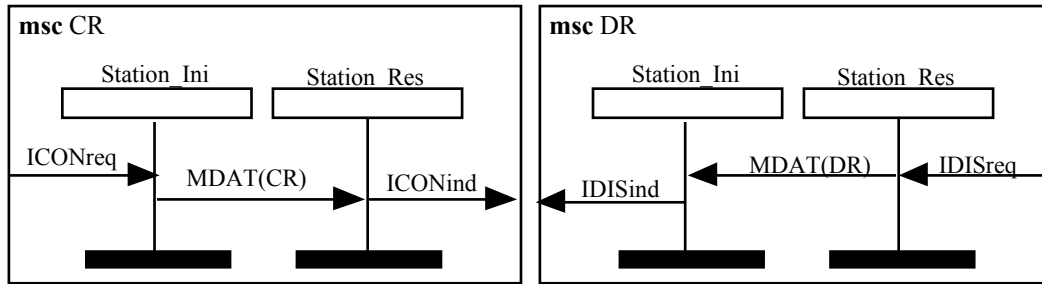 msc CR
Station_Ini
Station_Res
ICONreq
MDAT(CR)
ICONind
msc DR
Station_Ini
Station_Res
MDAT(DR)
IDISreq
IDISind